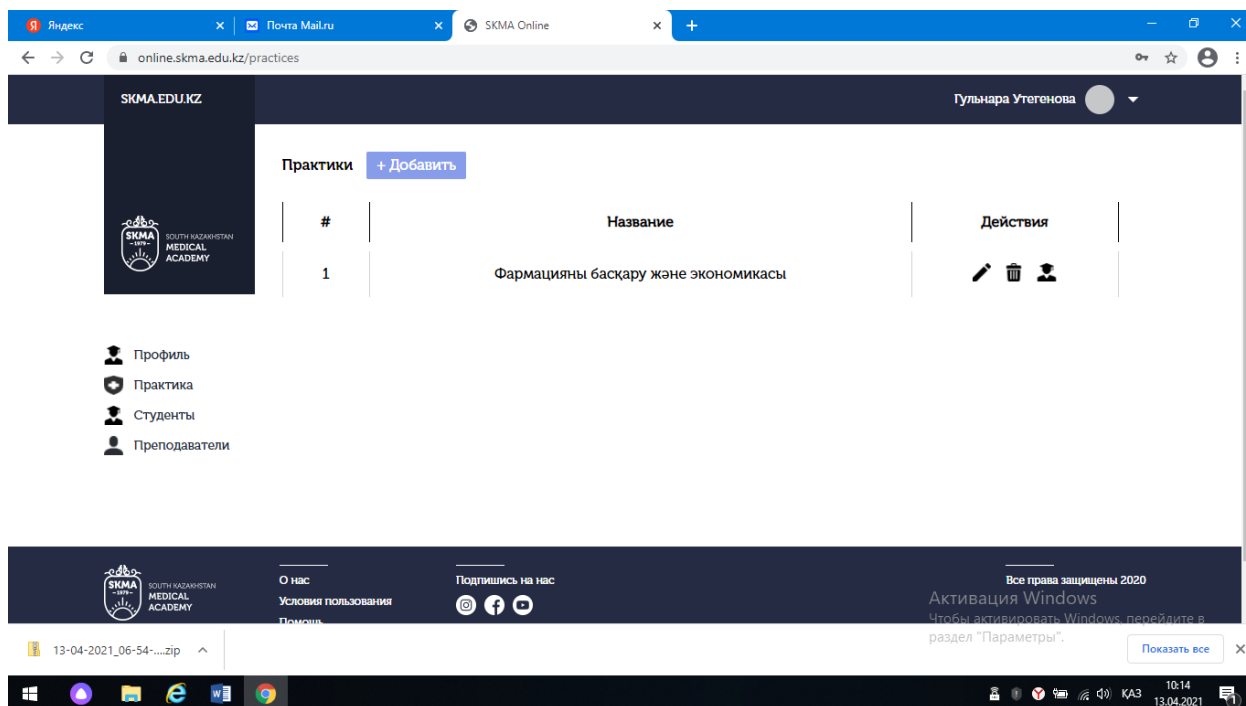 Яндекс
Почта Mail.ru
SKMA Online
online.skma.edu.kz/practices
SKMA.EDU.KZ
Гульнара Утегенова
SKMA
-1979-
SOUTH KAZAKHSTAN
MEDICAL
ACADEMY
Практики
+ Добавить
# Название Действия
1 Фармацияны басқару және экономикасы
Профиль
Практика
Студенты
Преподаватели
SKMA
-1979-
SOUTH KAZAKHSTAN
MEDICAL
ACADEMY
О нас
Условия пользования
Помощь
Подпишись на нас
Все права защищены 2020
Активация Windows
Чтобы активировать Windows, перейдите в
раздел "Параметры".
13-04-2021_06-54-....zip
Показать все
ҚАЗ
10:14
13.04.2021